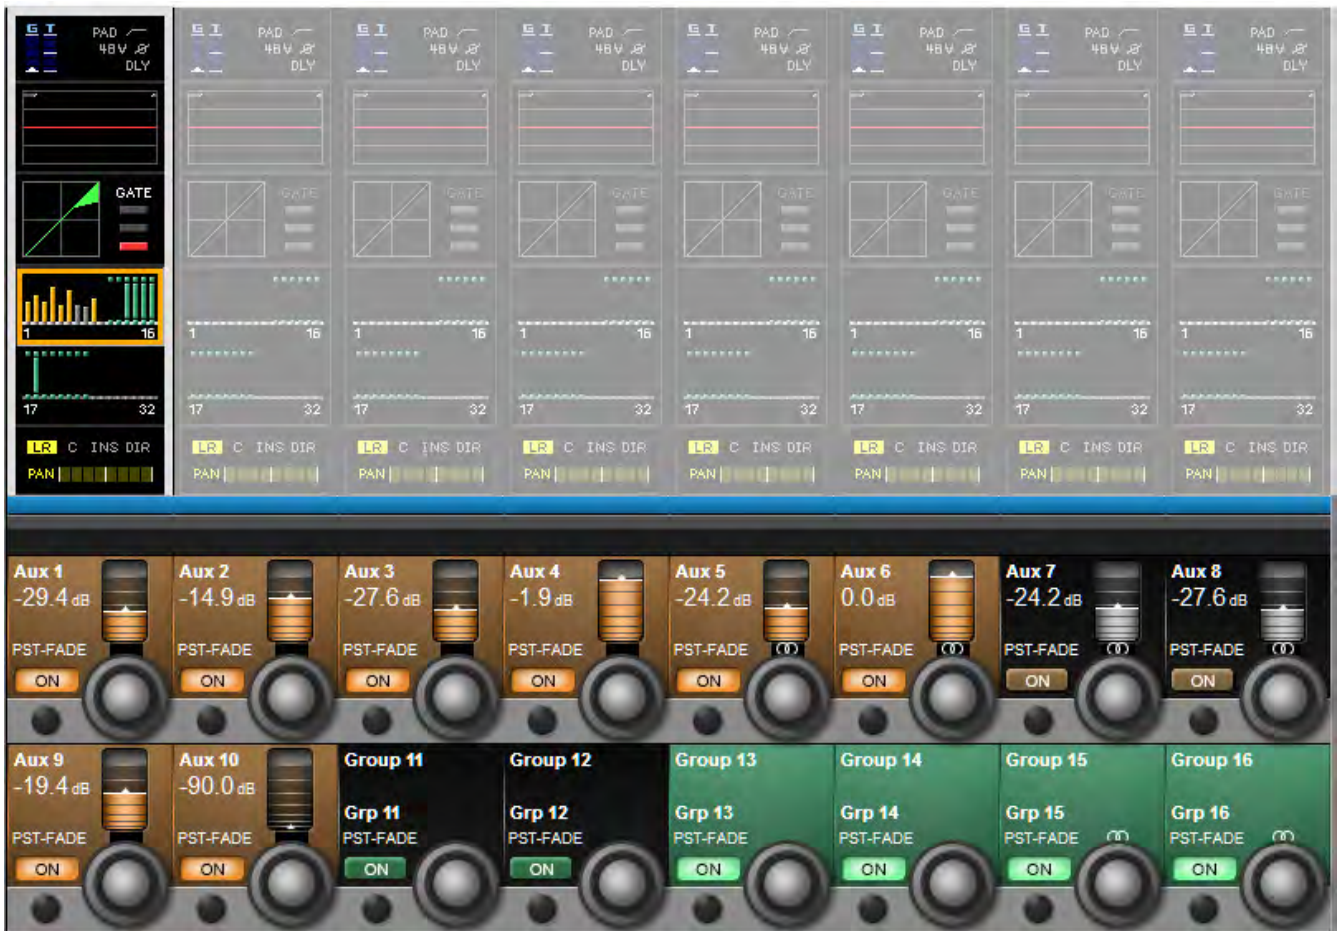 G T PAD G T PAD G T PAD G T PAD G T PAD G T PAD G T PAD G T PAD
48V Ø 48V Ø 48V Ø 48V Ø 48V Ø 48V Ø 48V Ø 48V Ø
DLY DLY DLY DLY DLY DLY DLY DLY
GATE GATE GATE GATE GATE GATE GATE GATE
1 16 1 16 1 16 1 16 1 16 1 16 1 16 1 16
17 32 17 32 17 32 17 32 17 32 17 32 17 32 17 32
LR C INS DIR LR C INS DIR LR C INS DIR LR C INS DIR LR C INS DIR LR C INS DIR LR C INS DIR LR C INS DIR
PAN PAN PAN PAN PAN PAN PAN PAN
Aux 1 Aux 2 Aux 3 Aux 4 Aux 5 Aux 6 Aux 7 Aux 8
-29.4 dB -14.9 dB -27.6 dB -1.9 dB -24.2 dB 0.0 dB -24.2 dB -27.6 dB
PST-FADE PST-FADE PST-FADE PST-FADE PST-FADE PST-FADE PST-FADE PST-FADE
ON ON ON ON ON ON ON ON
Aux 9 Aux 10 Group 11 Group 12 Group 13 Group 14 Group 15 Group 16
-19.4 dB -90.0 dB
Grp 11 Grp 12 Grp 13 Grp 14 Grp 15 Grp 16
PST-FADE PST-FADE PST-FADE PST-FADE PST-FADE PST-FADE PST-FADE PST-FADE
ON ON ON ON ON ON ON ON